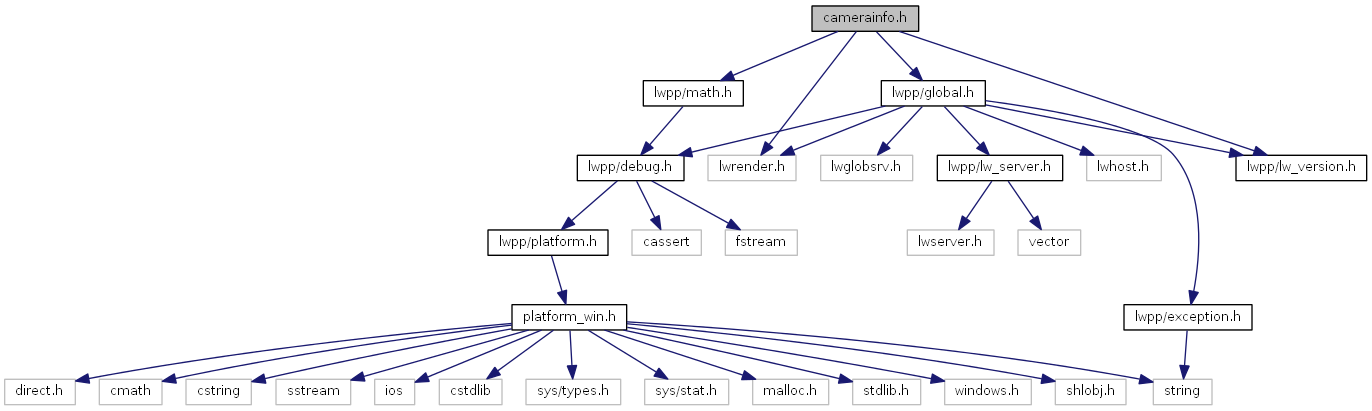 camerainfo.h
lwpp/math.h
lwpp/global.h
lwpp/debug.h
lwrender.h
lwglobsrv.h
lwpp/lw_server.h
lwhost.h
lwpp/lw_version.h
lwpp/platform.h
cassert
fstream
lwserver.h
vector
platform_win.h
lwpp/exception.h
direct.h
cmath
cstring
sstream
ios
cstdlib
sys/types.h
sys/stat.h
malloc.h
stdlib.h
windows.h
shlobj.h
string